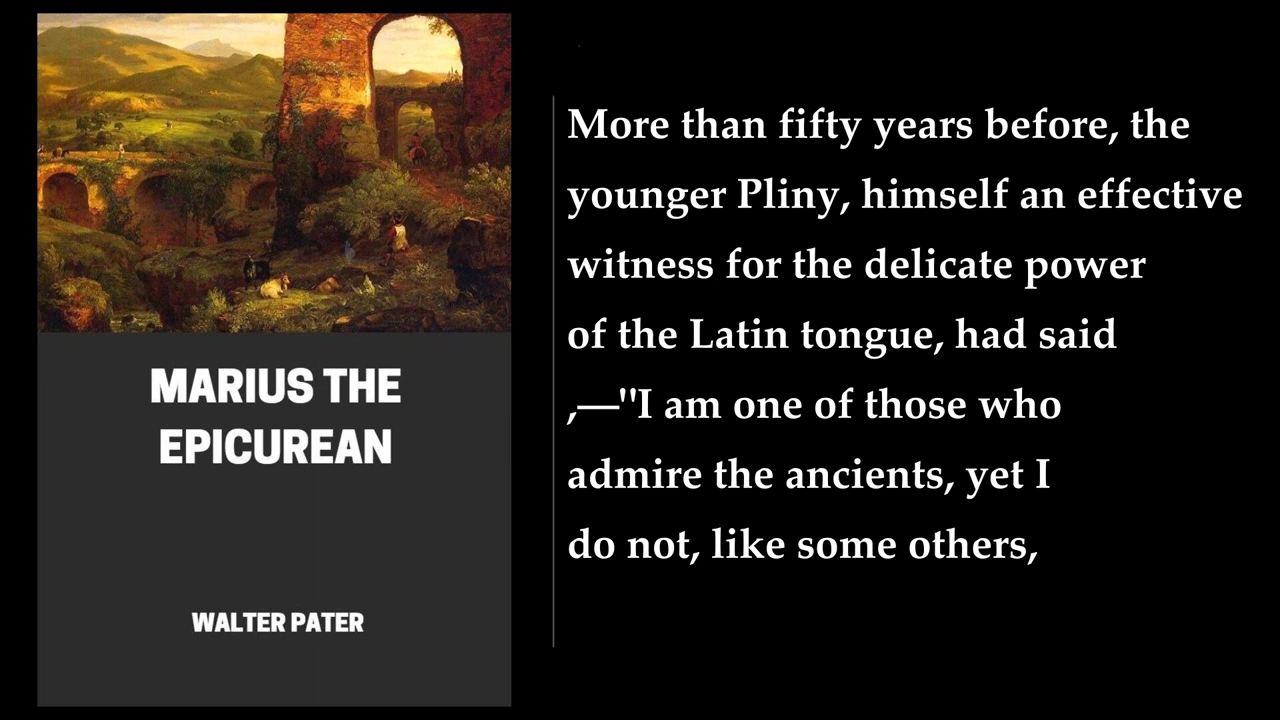 MARIUS THE
EPICUREAN
WALTER PATER
More than fifty years before, the
younger Pliny, himself an effective
witness for the delicate power
of the Latin tongue, had said
,—"I am one of those who
admire the ancients, yet I
do not, like some others,